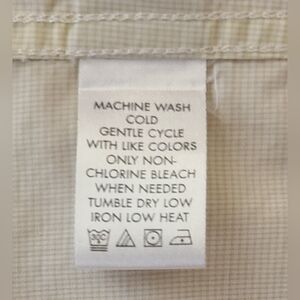 MACHINE WASH
COLD
GENTLE CYCLE
WITH LIKE COLORS
ONLY NON-
CHLORINE BLEACH
WHEN NEEDED
TUMBLE DRY LOW
IRON LOW HEAT
30C